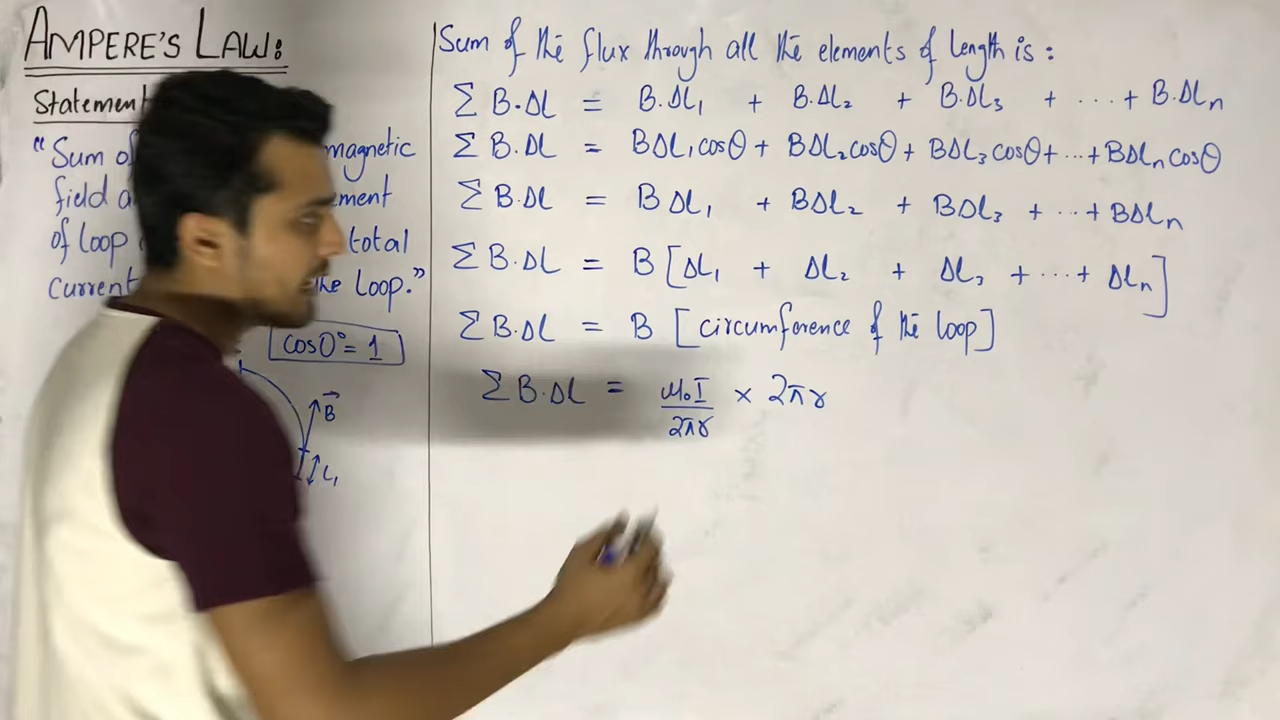 AMPERE'S LAW:
Statement
"Sum of magnetic
field a ment
of loop total
current the loop."
cos0° = 1
B⃗
L₁
Sum of the flux through all the elements of length is:
Σ B.ΔL = B.ΔL₁ + B.ΔL₂ + B.ΔL₃ + ... + B.ΔLₙ
Σ B.ΔL = BΔL₁cosθ + BΔL₂cosθ + BΔL₃cosθ + ... + BΔLₙcosθ
Σ B.ΔL = BΔL₁ + BΔL₂ + BΔL₃ + ... + BΔLₙ
Σ B.ΔL = B [ΔL₁ + ΔL₂ + ΔL₃ + ... + ΔLₙ]
Σ B.ΔL = B [circumference of the loop]
Σ B.ΔL = μ₀I/2πr × 2πr